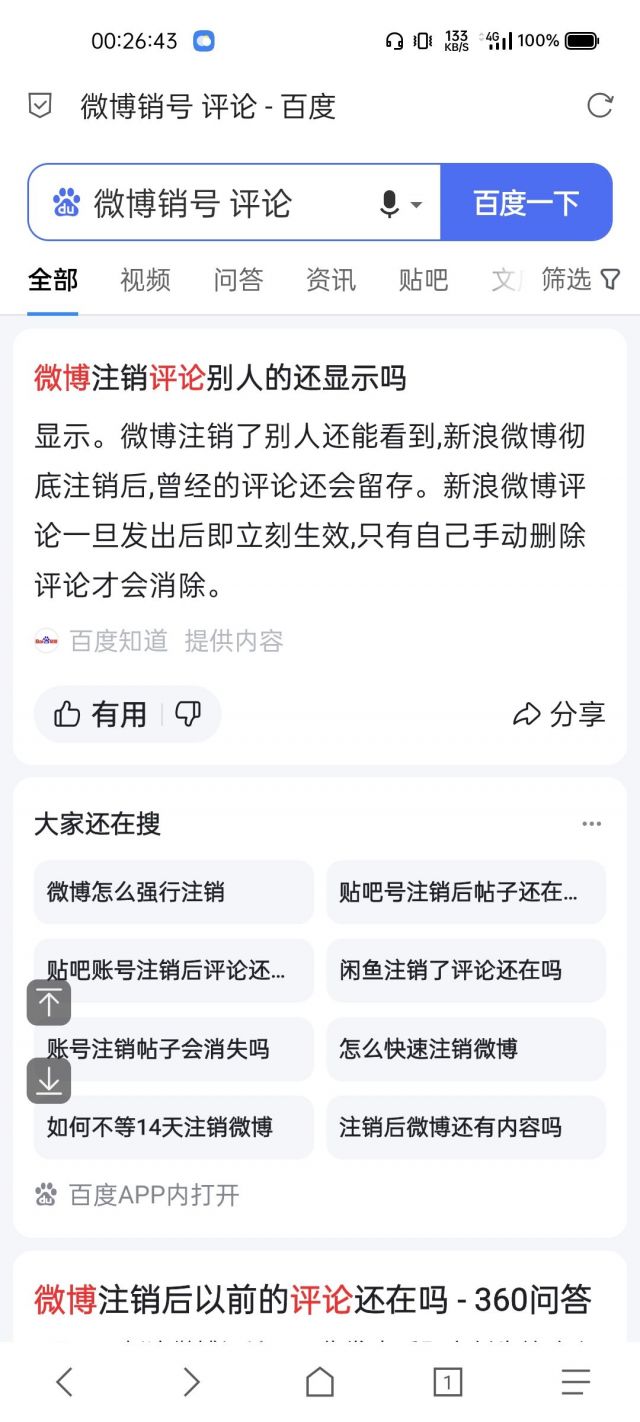 00:26:43 133 KB/S 4G 100%
微博销号 评论 - 百度
du 微博销号 评论 百度一下
全部 视频 问答 资讯 贴吧 筛选
微博注销评论别人的还显示吗
显示。微博注销了别人还能看到,新浪微博彻
底注销后,曾经的评论还会留存。新浪微博评
论一旦发出后即立刻生效,只有自己手动删除
评论才会消除。
百度知道 提供内容
有用 分享
大家还在搜
微博怎么强行注销 贴吧号注销后帖子还在...
贴吧账号注销后评论还... 闲鱼注销了评论还在吗
账号注销帖子会消失吗 怎么快速注销微博
如何不等14天注销微博 注销后微博还有内容吗
百度APP内打开
微博注销后以前的评论还在吗 - 360问答
1